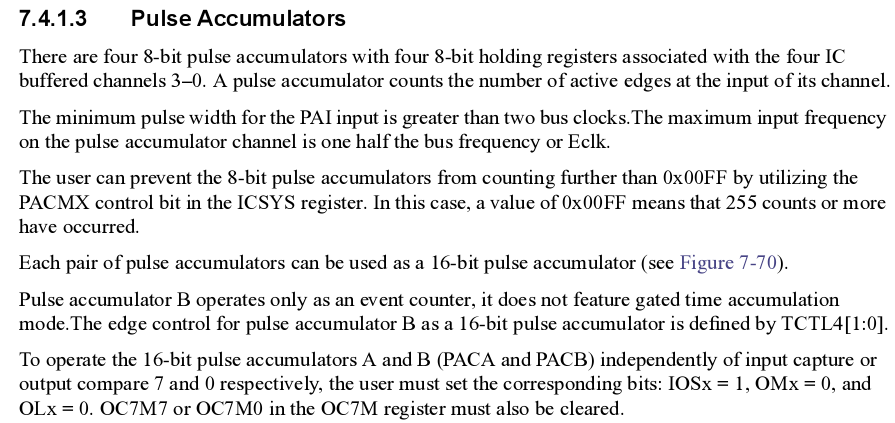 7.4.1.3 Pulse Accumulators
There are four 8-bit pulse accumulators with four 8-bit holding registers associated with the four IC
buffered channels 3–0. A pulse accumulator counts the number of active edges at the input of its channel.
The minimum pulse width for the PAI input is greater than two bus clocks.The maximum input frequency
on the pulse accumulator channel is one half the bus frequency or Eclk.
The user can prevent the 8-bit pulse accumulators from counting further than 0x00FF by utilizing the
PACMX control bit in the ICSYS register. In this case, a value of 0x00FF means that 255 counts or more
have occurred.
Each pair of pulse accumulators can be used as a 16-bit pulse accumulator (see Figure 7-70).
Pulse accumulator B operates only as an event counter, it does not feature gated time accumulation
mode.The edge control for pulse accumulator B as a 16-bit pulse accumulator is defined by TCTL4[1:0].
To operate the 16-bit pulse accumulators A and B (PACA and PACB) independently of input capture or
output compare 7 and 0 respectively, the user must set the corresponding bits: IOSx = 1, OMx = 0, and
OLx = 0. OC7M7 or OC7M0 in the OC7M register must also be cleared.